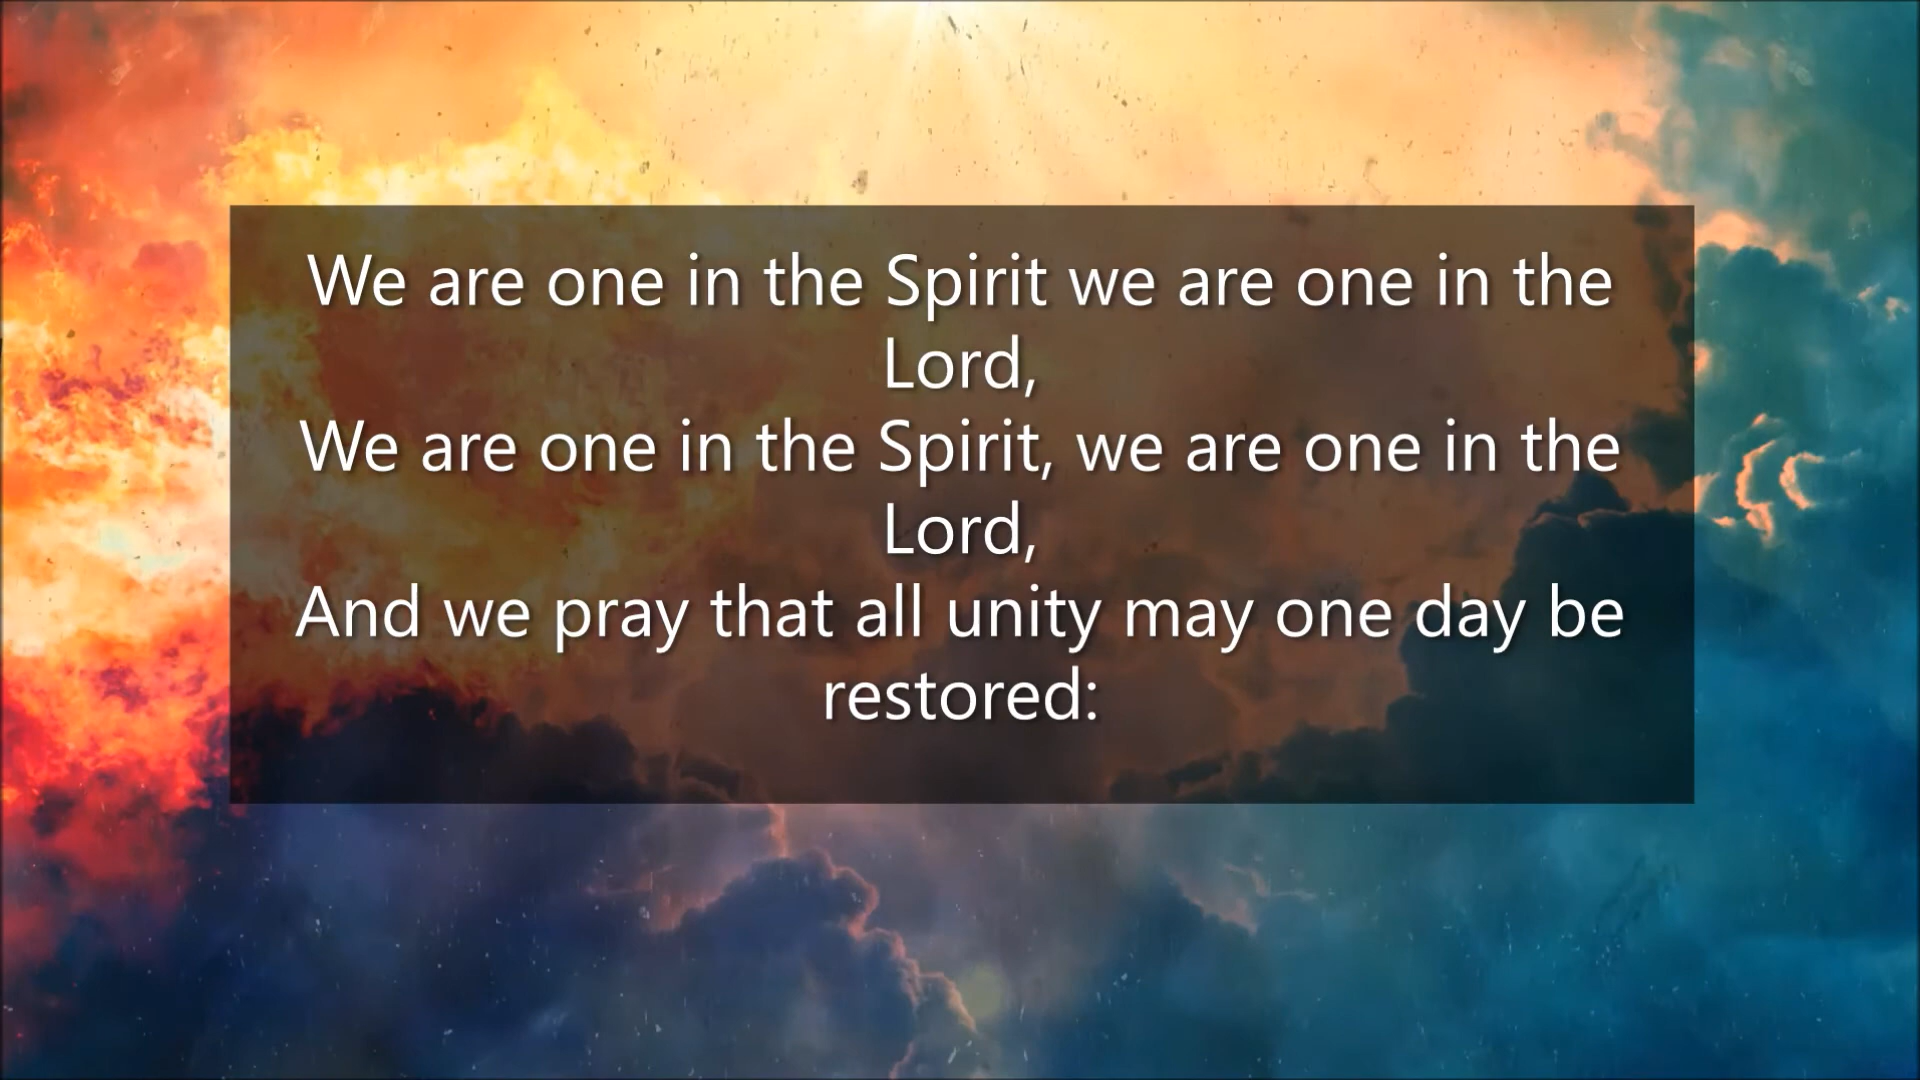 We are one in the Spirit we are one in the
Lord,
We are one in the Spirit, we are one in the
Lord,
And we pray that all unity may one day be
restored: